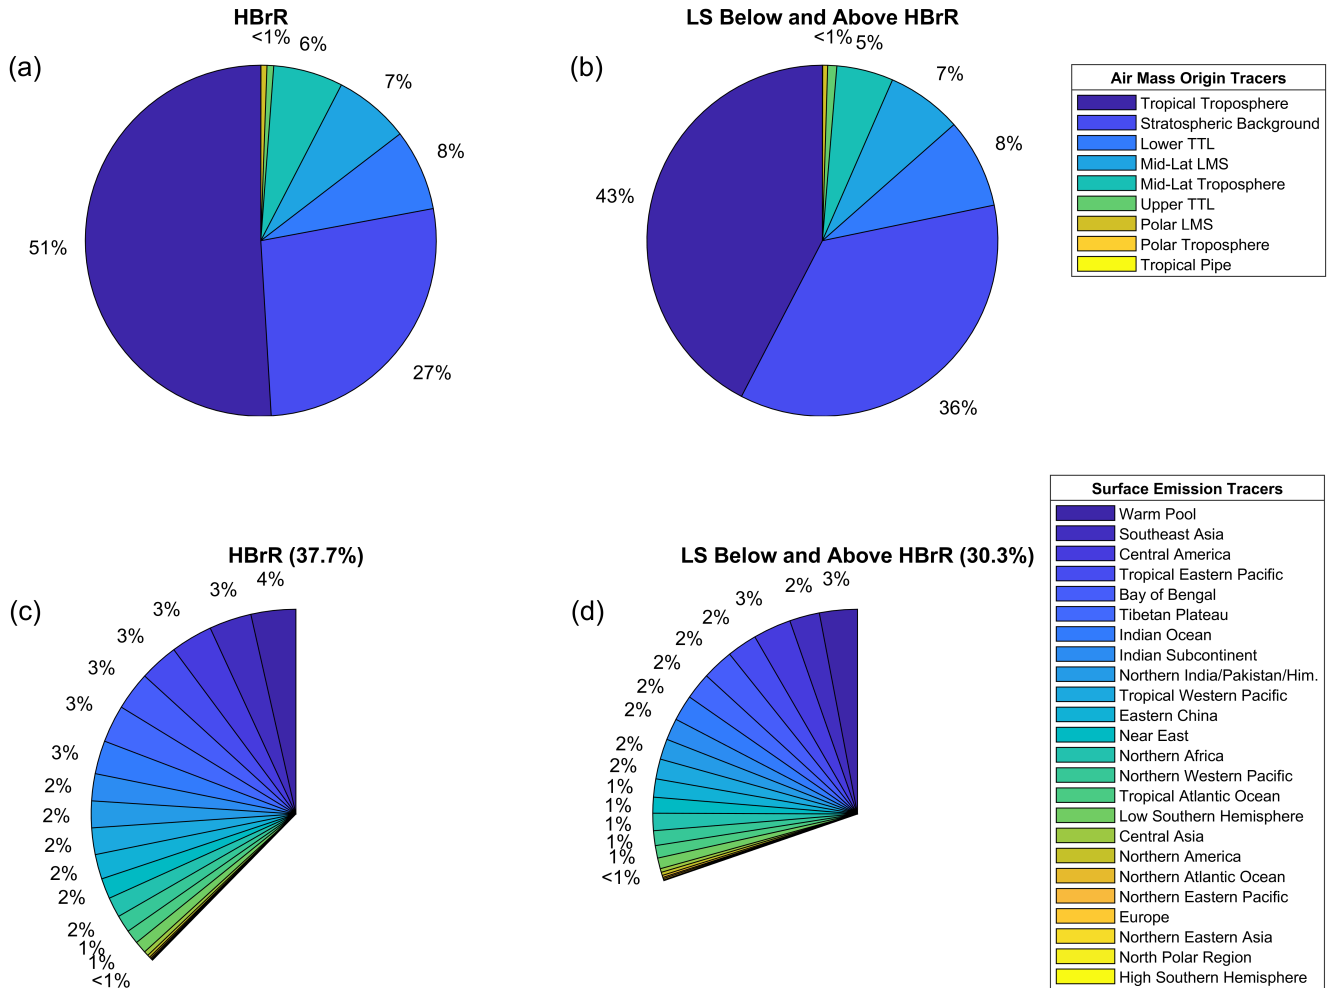 HBrR
(a)
<1%
6%
7%
8%
51%
27%
LS Below and Above HBrR
(b)
<1%
5%
7%
8%
43%
36%
Air Mass Origin Tracers
Tropical Troposphere
Stratospheric Background
Lower TTL
Mid-Lat LMS
Mid-Lat Troposphere
Upper TTL
Polar LMS
Polar Troposphere
Tropical Pipe
HBrR (37.7%)
(c)
4%
3%
3%
3%
3%
3%
3%
2%
2%
2%
2%
2%
2%
1%
1%
<1%
LS Below and Above HBrR (30.3%)
(d)
3%
2%
3%
2%
2%
2%
2%
2%
2%
2%
1%
1%
1%
1%
1%
<1%
Surface Emission Tracers
Warm Pool
Southeast Asia
Central America
Tropical Eastern Pacific
Bay of Bengal
Tibetan Plateau
Indian Ocean
Indian Subcontinent
Northern India/Pakistan/Him.
Tropical Western Pacific
Eastern China
Near East
Northern Africa
Northern Western Pacific
Tropical Atlantic Ocean
Low Southern Hemisphere
Central Asia
Northern America
Northern Atlantic Ocean
Northern Eastern Pacific
Europe
Northern Eastern Asia
North Polar Region
High Southern Hemisphere